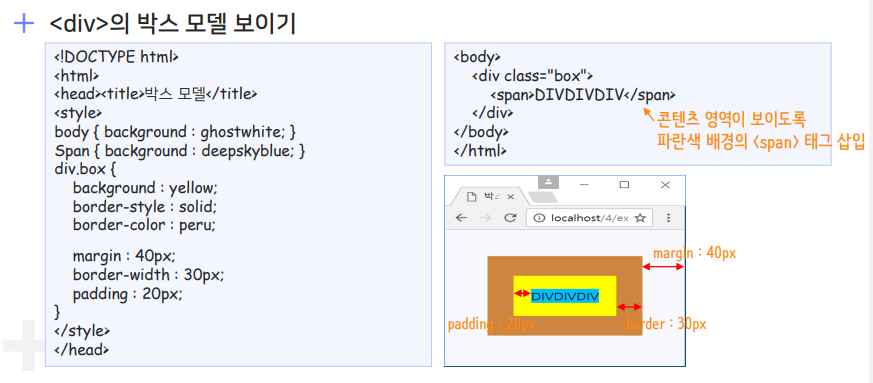 <div>의 박스 모델 보이기
<!DOCTYPE html>
<html>
<head><title>박스 모델</title>
<style>
body { background : ghostwhite; }
Span { background : deepskyblue; }
div.box {
background : yellow;
border-style : solid;
border-color : peru;
margin : 40px;
border-width : 30px;
padding : 20px;
}
</style>
</head>
<body>
<div class="box">
<span>DIVDIVDIV</span>
</div>
</body>
</html>
콘텐츠 영역이 보이도록
파란색 배경의 <span> 태그 삽입
박스
localhost/4/ex
margin : 40px
DIVDIVDIV
padding : 20px
border : 30px